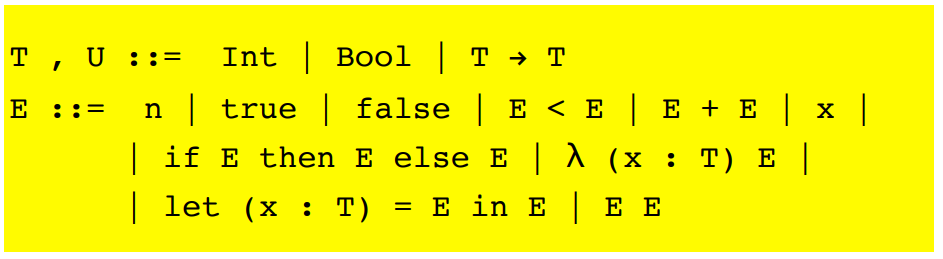 T , U ::= Int | Bool | T → T
E ::= n | true | false | E < E | E + E | x |
| if E then E else E | λ (x : T) E |
| let (x : T) = E in E | E E